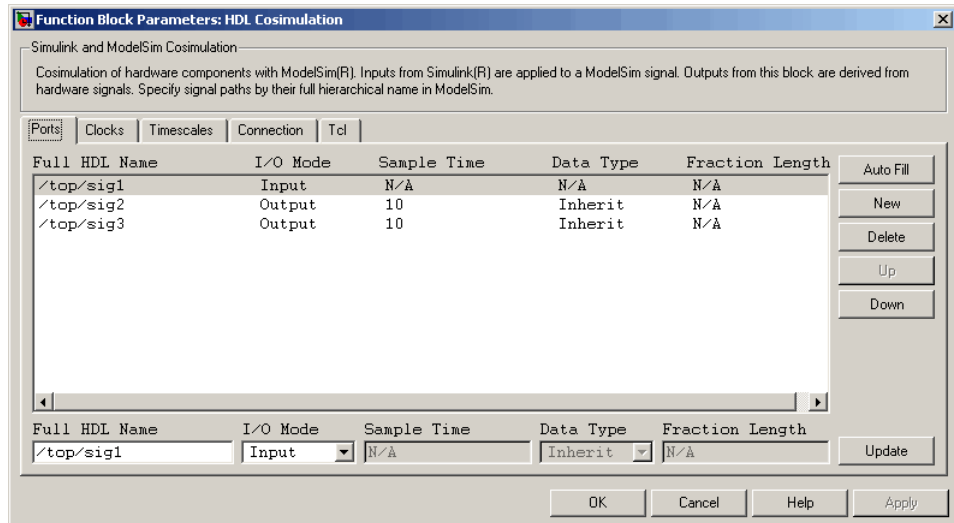 Function Block Parameters: HDL Cosimulation
Simulink and ModelSim Cosimulation
Cosimulation of hardware components with ModelSim(R). Inputs from Simulink(R) are applied to a ModelSim signal. Outputs from this block are derived from
hardware signals. Specify signal paths by their full hierarchical name in ModelSim.
Ports Clocks Timescales Connection Tcl
Full HDL Name I/O Mode Sample Time Data Type Fraction Length
/top/sig1 Input N/A N/A N/A
/top/sig2 Output 10 Inherit N/A
/top/sig3 Output 10 Inherit N/A
Auto Fill
New
Delete
Up
Down
Full HDL Name I/O Mode Sample Time Data Type Fraction Length
/top/sig1 Input N/A Inherit N/A Update
OK Cancel Help Apply